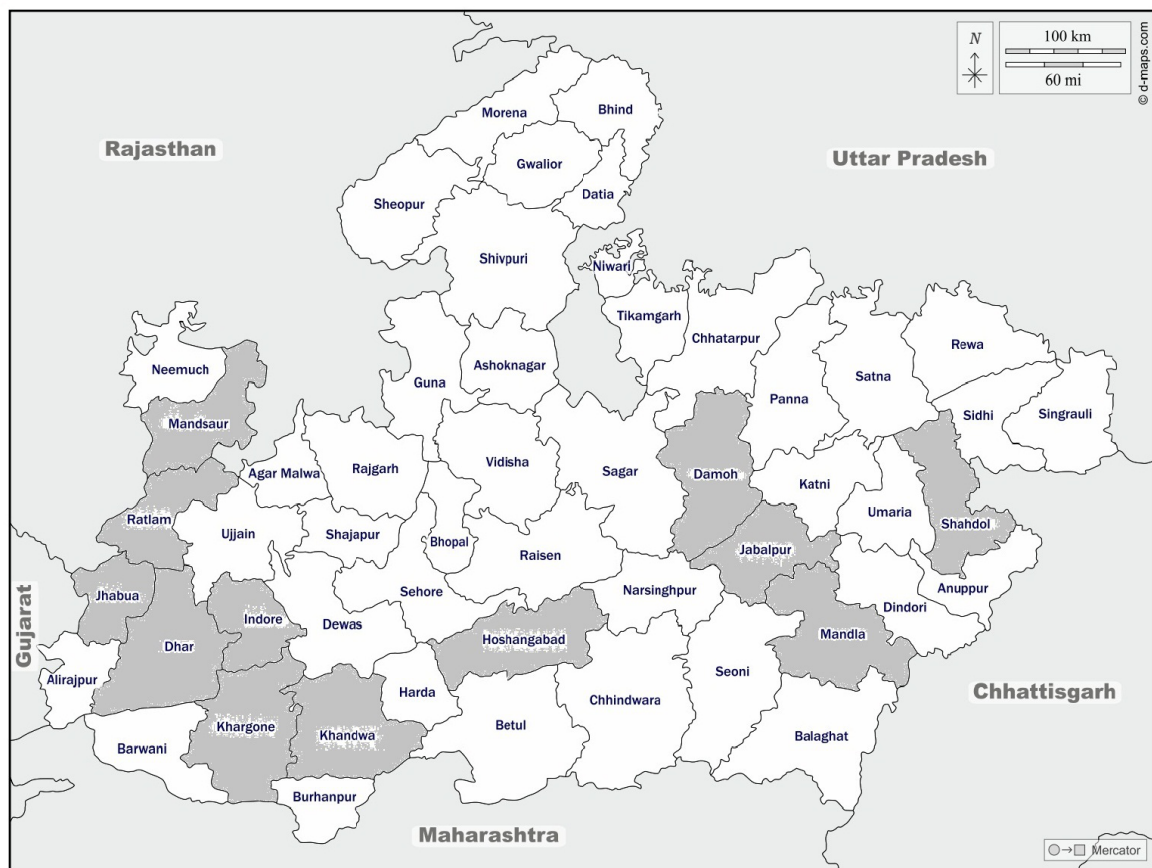 N
100 km
60 mi
© d-maps.com
Morena
Bhind
Rajasthan
Gwalior
Uttar Pradesh
Datia
Sheopur
Shivpuri
Niwari
Tikamgarh
Chhatarpur
Rewa
Neemuch
Ashoknagar
Guna
Satna
Panna
Sidhi
Singrauli
Mandsaur
Agar Malwa
Rajgarh
Vidisha
Sagar
Damoh
Katni
Umaria
Ratlam
Ujjain
Shajapur
Bhopal
Raisen
Jabalpur
Shahdol
Jhabua
Sehore
Narsinghpur
Anuppur
Gujarat
Indore
Dewas
Dindori
Dhar
Hoshangabad
Mandla
Alirajpur
Harda
Chhindwara
Seoni
Chhattisgarh
Khargone
Khandwa
Betul
Barwani
Balaghat
Burhanpur
Maharashtra
Mercator